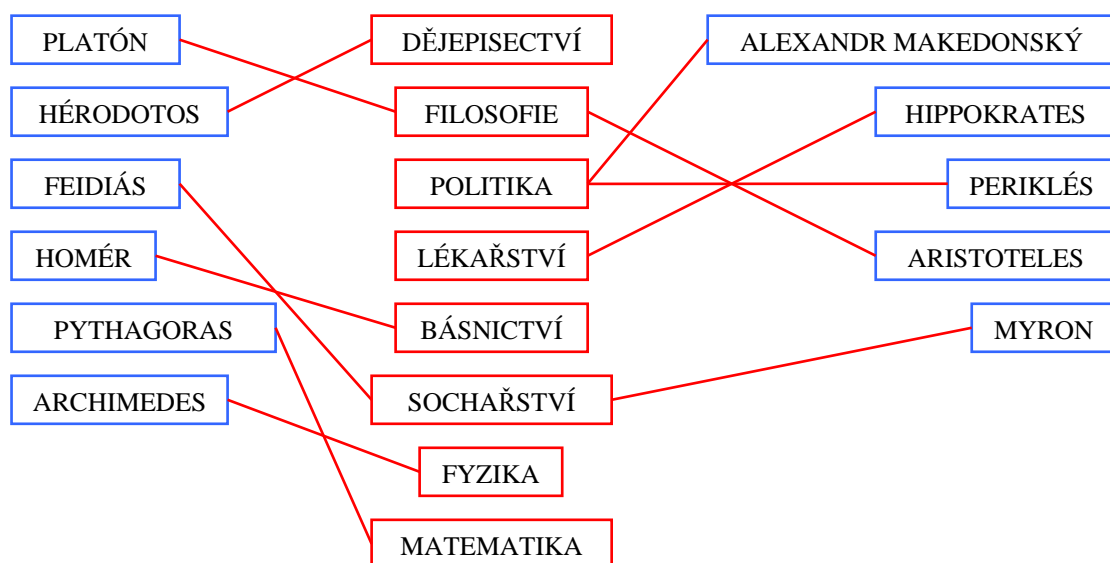 PLATÓN
DĚJEPISECTVÍ
ALEXANDR MAKEDONSKÝ
HÉRODOTOS
FILOSOFIE
HIPPOKRATES
FEIDIÁS
POLITIKA
PERIKLÉS
HOMÉR
LÉKAŘSTVÍ
ARISTOTELES
PYTHAGORAS
BÁSNICTVÍ
MYRON
ARCHIMEDES
SOCHAŘSTVÍ
FYZIKA
MATEMATIKA